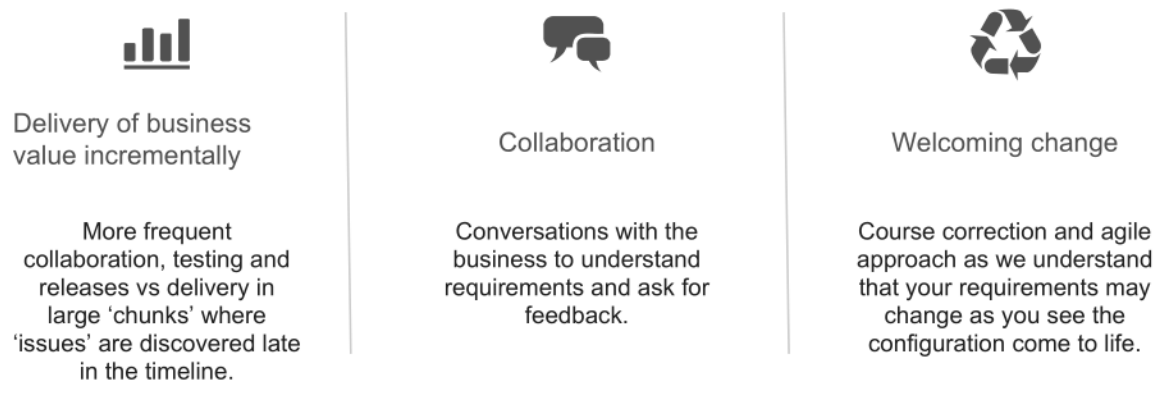 Delivery of business
value incrementally
More frequent
collaboration, testing and
releases vs delivery in
large ‘chunks’ where
‘issues’ are discovered late
in the timeline.
Collaboration
Conversations with the
business to understand
requirements and ask for
feedback.
Welcoming change
Course correction and agile
approach as we understand
that your requirements may
change as you see the
configuration come to life.